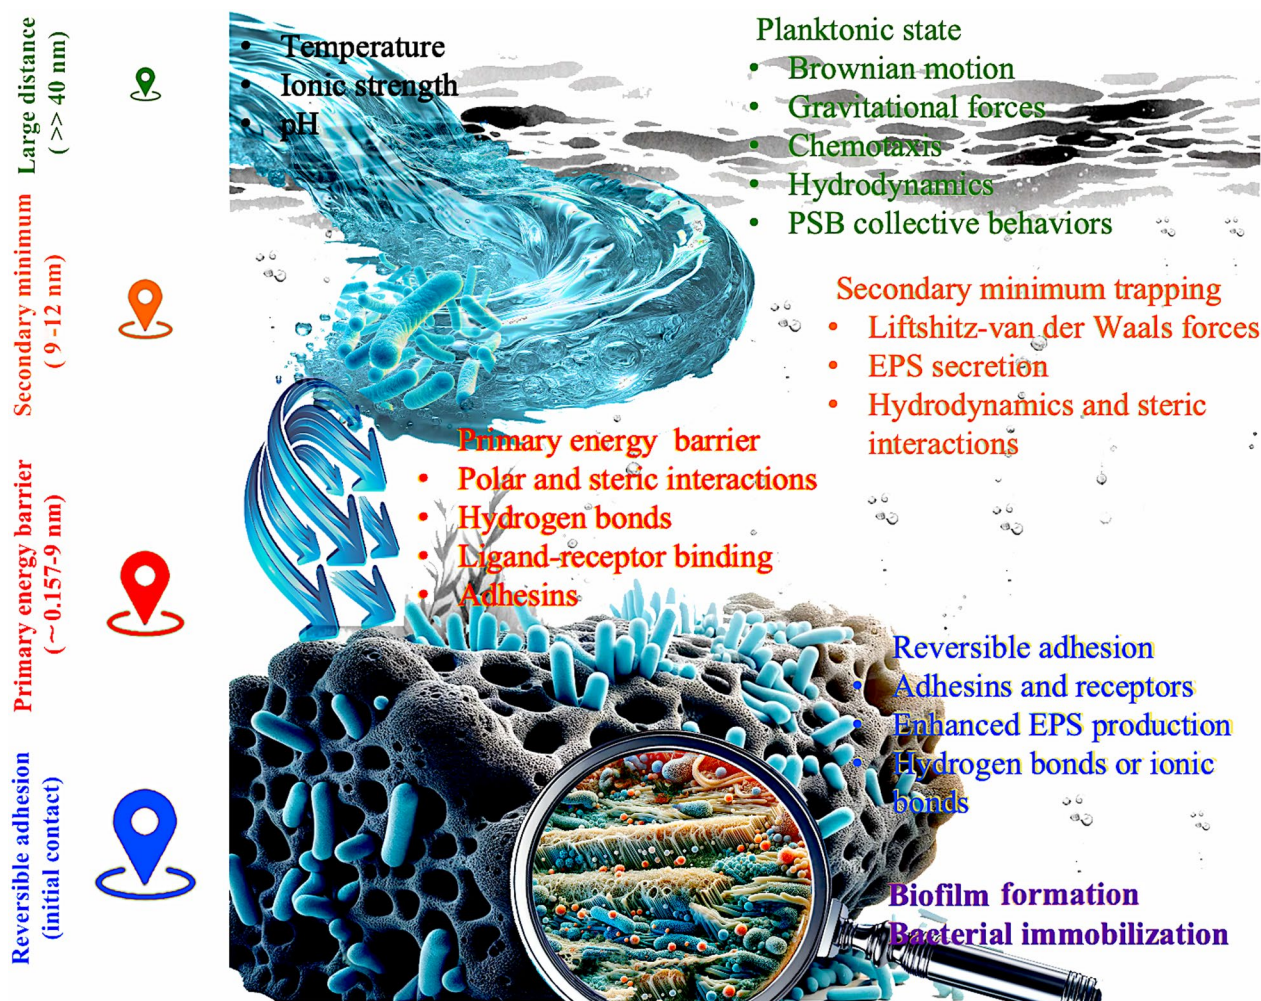 Large distance
( >> 40 nm)
Secondary minimum
( 9 -12 nm)
Primary energy barrier
(~ 0.157-9 nm)
Reversible adhesion
(initial contact)
• Temperature
• Ionic strength
• pH
Planktonic state
• Brownian motion
• Gravitational forces
• Chemotaxis
• Hydrodynamics
• PSB collective behaviors
Secondary minimum trapping
• Liftshitz-van der Waals forces
• EPS secretion
• Hydrodynamics and steric
interactions
Primary energy barrier
• Polar and steric interactions
• Hydrogen bonds
• Ligand-receptor binding
• Adhesins
Reversible adhesion
• Adhesins and receptors
• Enhanced EPS production
• Hydrogen bonds or ionic
bonds
Biofilm formation
Bacterial immobilization